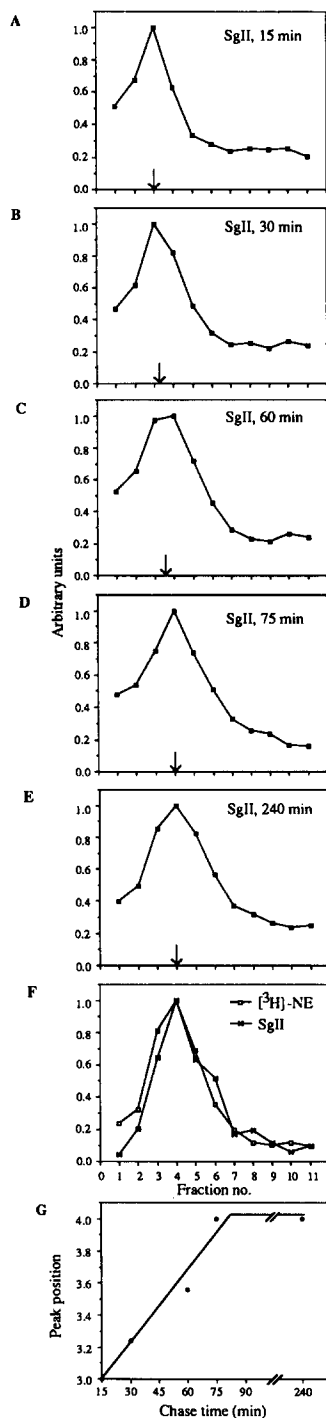 A
SgII, 15 min
1.0
0.8
0.6
0.4
0.2
0.0
B
SgII, 30 min
1.0
0.8
0.6
0.4
0.2
0.0
C
SgII, 60 min
1.0
0.8
0.6
0.4
0.2
0.0
Arbitrary units
D
SgII, 75 min
1.0
0.8
0.6
0.4
0.2
0.0
E
SgII, 240 min
1.0
0.8
0.6
0.4
0.2
0.0
F
[³H]-NE
SgII
1.0
0.8
0.6
0.4
0.2
0.0
0 1 2 3 4 5 6 7 8 9 10 11
Fraction no.
G
4.0
3.6
3.2
3.0
Peak position
15 30 45 60 75 90 240
Chase time (min)